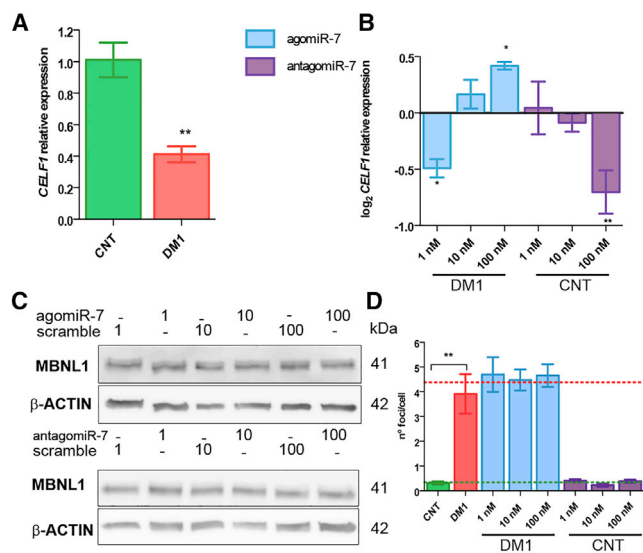 A
CELF1 relative expression
1.2
1.0
0.8
0.6
0.4
0.2
0.0
**
CNT
DM1
agomiR-7
antagomiR-7
B
log2 CELF1 relative expression
1.0
0.5
0.0
-0.5
-1.0
*
*
**
1 nM
10 nM
100 nM
1 nM
10 nM
100 nM
DM1
CNT
C
agomiR-7 - 1 - 10 - 100 kDa
scramble 1 - 10 - 100 -
MBNL1 41
β-ACTIN 42
antagomiR-7 - 1 - 10 - 100
scramble 1 - 10 - 100 -
MBNL1 41
β-ACTIN 42
D
nº foci/cell
6
5
4
3
2
1
0
**
CNT
DM1
1 nM
10 nM
100 nM
1 nM
10 nM
100 nM
DM1
CNT